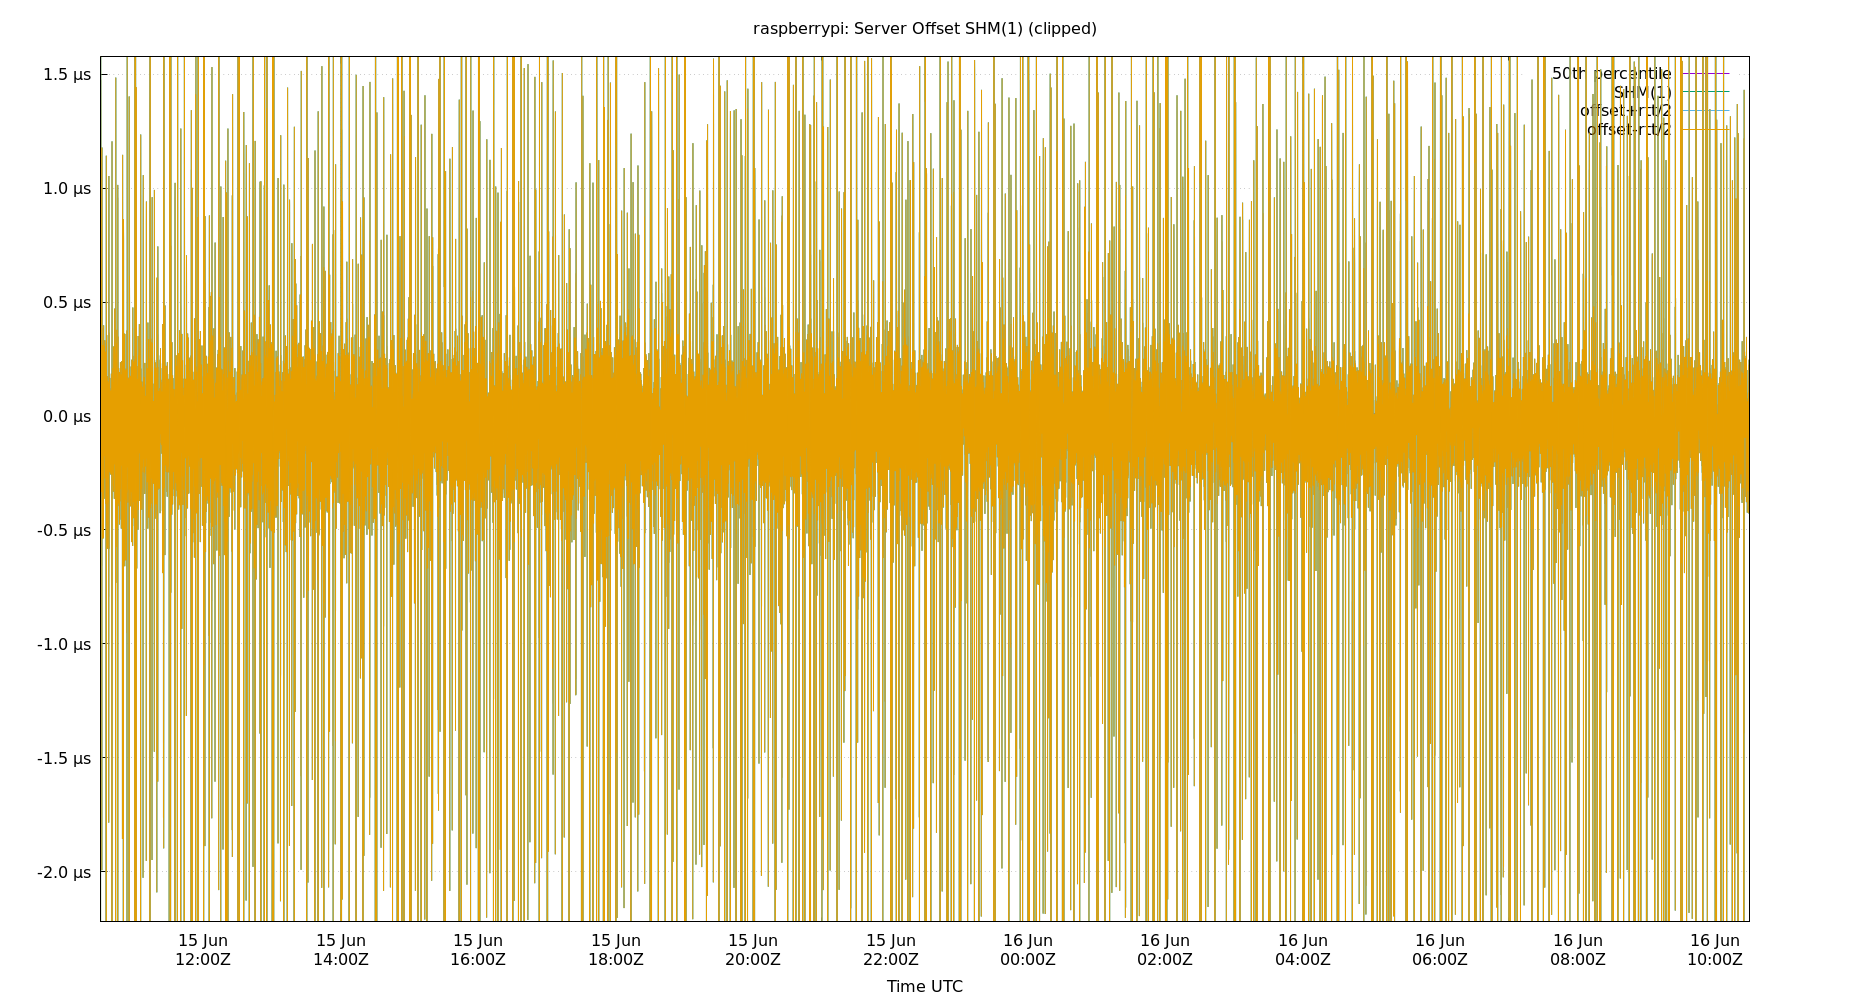 raspberrypi: Server Offset SHM(1) (clipped)
1.5 µs
1.0 µs
0.5 µs
0.0 µs
-0.5 µs
-1.0 µs
-1.5 µs
-2.0 µs
50th percentile
SHM(1)
offset+rtt/2
offset-rtt/2
15 Jun 15 Jun 15 Jun 15 Jun 15 Jun 15 Jun 16 Jun 16 Jun 16 Jun 16 Jun 16 Jun 16 Jun
12:00Z 14:00Z 16:00Z 18:00Z 20:00Z 22:00Z 00:00Z 02:00Z 04:00Z 06:00Z 08:00Z 10:00Z
Time UTC